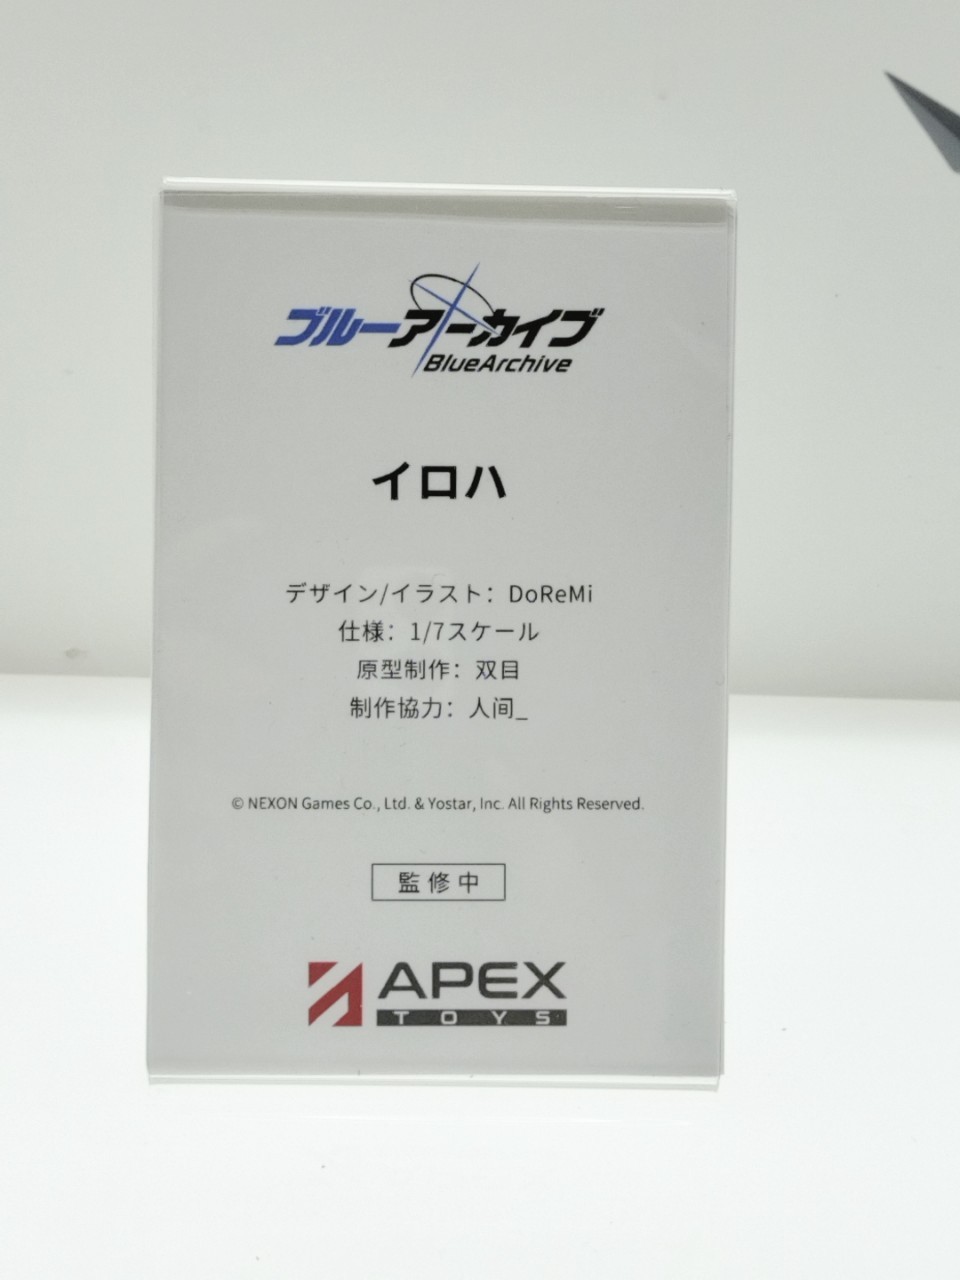 ブルーアーカイブ
BlueArchive
イロハ
デザイン/イラスト：DoReMi
仕様：1/7スケール
原型制作：双目
制作協力：人间_
© NEXON Games Co., Ltd. & Yostar, Inc. All Rights Reserved.
監修中
APEX
TOYS